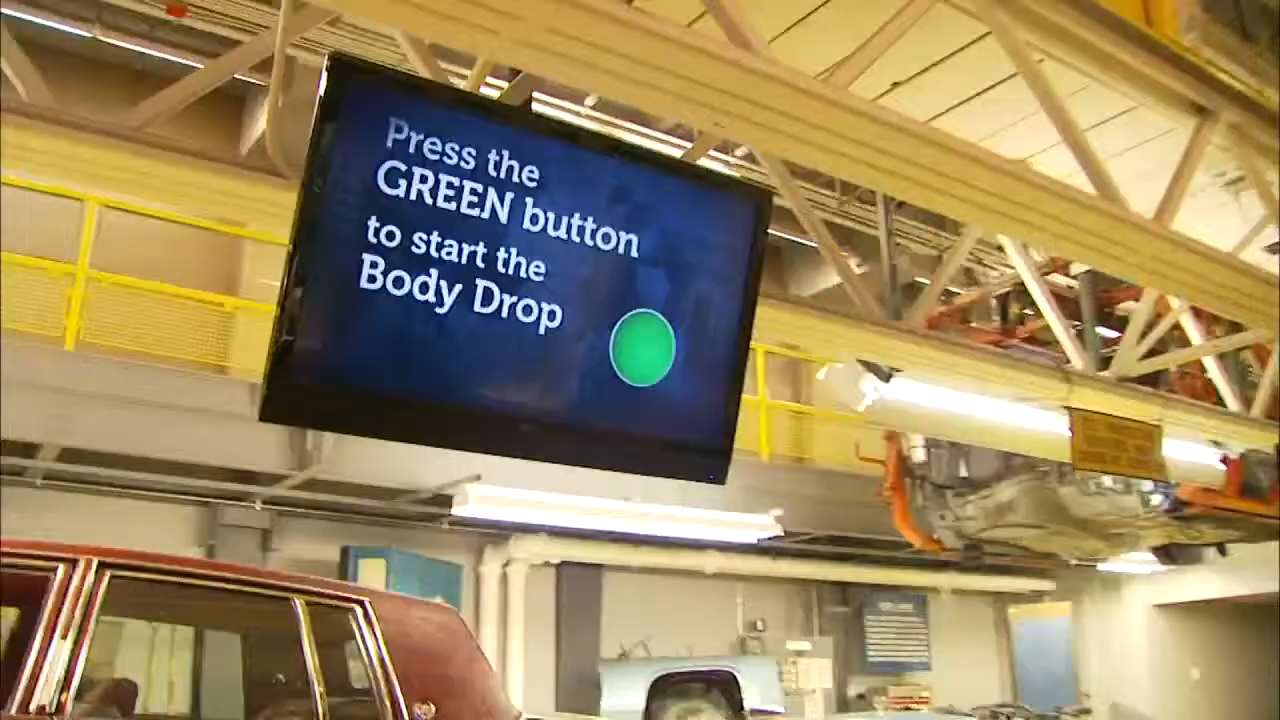 Press the
GREEN button
to start the
Body Drop